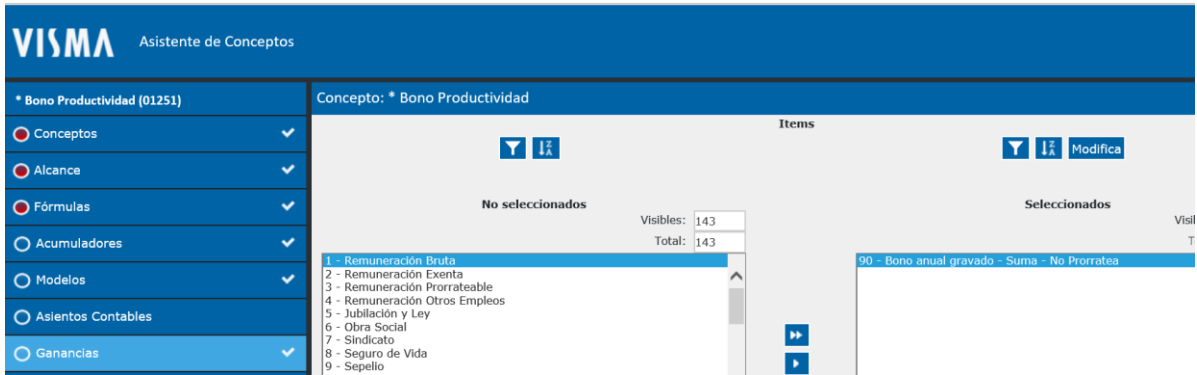 VISMA Asistente de Conceptos
* Bono Productividad (01251)
Conceptos
Alcance
Fórmulas
Acumuladores
Modelos
Asientos Contables
Ganancias
Concepto: * Bono Productividad
Items
No seleccionados
Visibles: 143
Total: 143
1 - Remuneración Bruta
2 - Remuneración Exenta
3 - Remuneración Prorrateable
4 - Remuneración Otros Empleos
5 - Jubilación y Ley
6 - Obra Social
7 - Sindicato
8 - Seguro de Vida
9 - Sepelio
Modifica
Seleccionados
90 - Bono anual gravado - Suma - No Prorratea